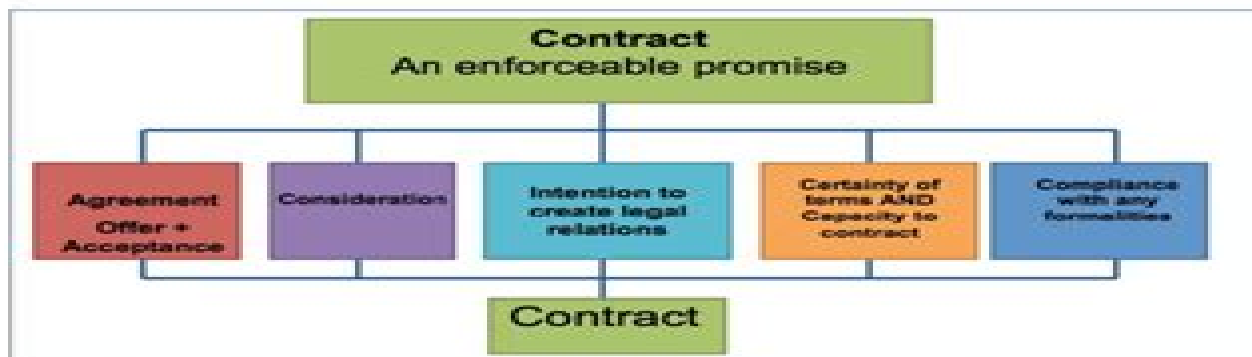 Contract
An enforceable promise
Agreement
Offer +
Acceptance
Consideration
Intention to
create legal
relations
Certainty of
terms AND
Capacity to
contract
Compliance
with any
formalities
Contract